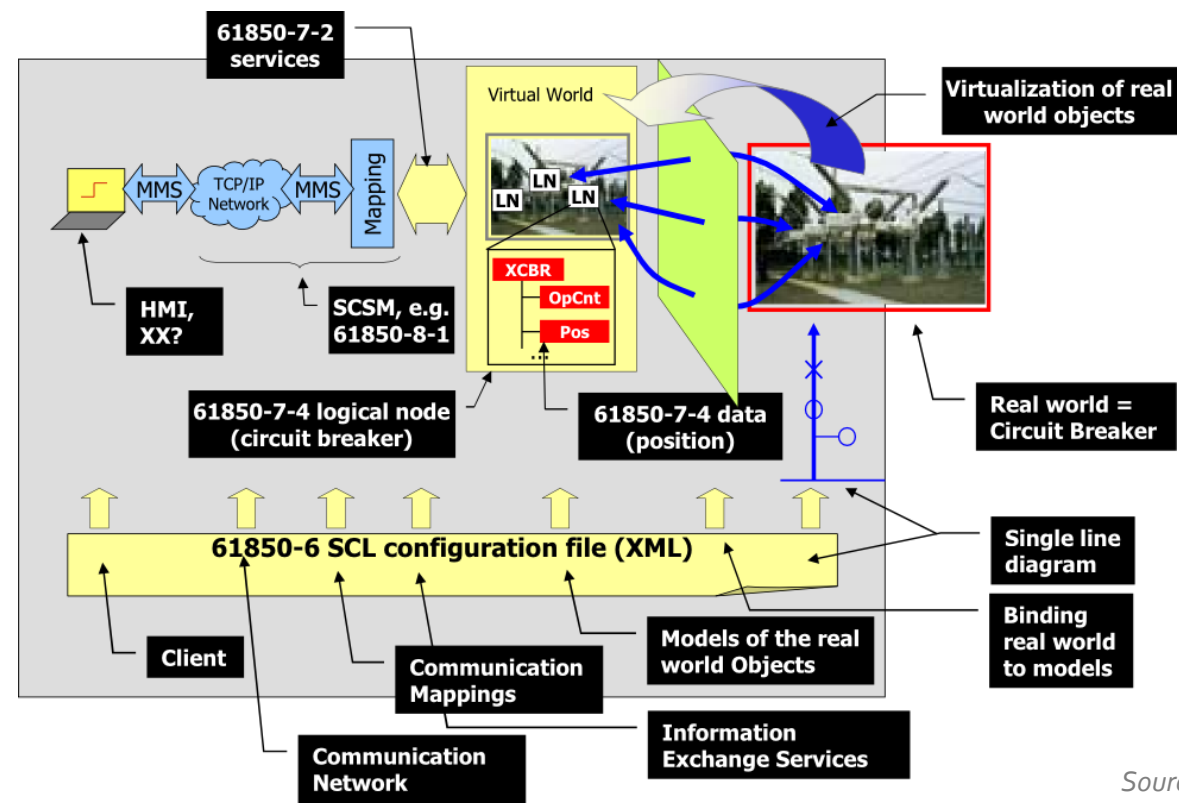 61850-7-2
services
Virtual World
Virtualization of real
world objects
MMS
TCP/IP
Network
MMS
Mapping
LN
LN
LN
XCBR
OpCnt
Pos
...
HMI,
XX?
SCSM, e.g.
61850-8-1
61850-7-4 logical node
(circuit breaker)
61850-7-4 data
(position)
Real world =
Circuit Breaker
61850-6 SCL configuration file (XML)
Single line
diagram
Client
Communication
Mappings
Models of the real
world Objects
Binding
real world
to models
Communication
Network
Information
Exchange Services
Sour